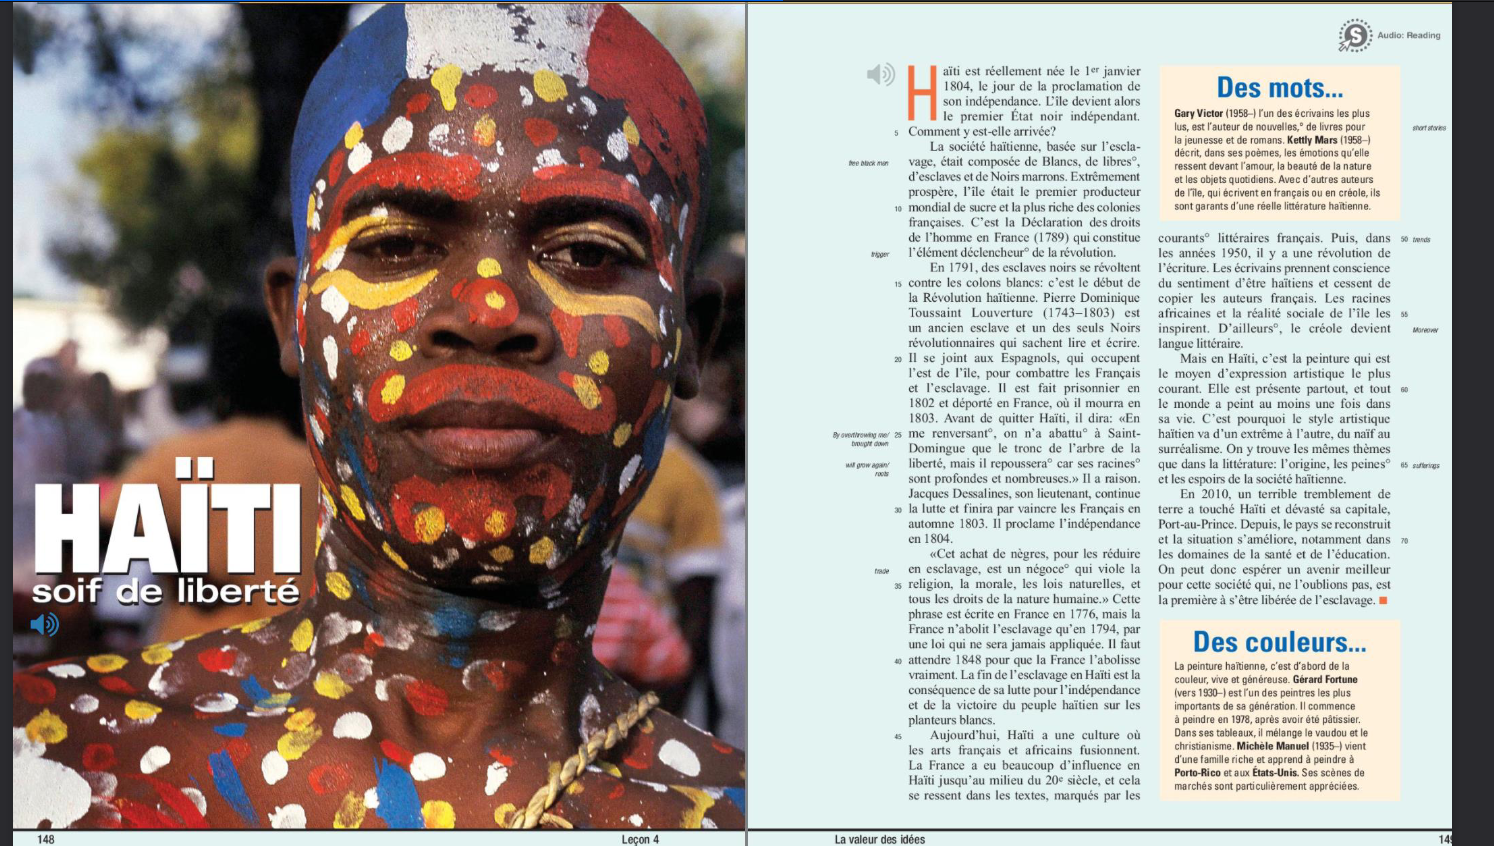 HAÏTI
soif de liberté
148
Leçon 4
Audio: Reading
Haïti est réellement née le 1er janvier
1804, le jour de la proclamation de
son indépendance. L'île devient alors
le premier État noir indépendant.
5 Comment y est-elle arrivée?
La société haïtienne, basée sur l'escla-
free black men
vage, était composée de Blancs, de libres°,
d'esclaves et de Noirs marrons. Extrêmement
prospère, l'île était le premier producteur
10 mondial de sucre et la plus riche des colonies
françaises. C'est la Déclaration des droits
de l'homme en France (1789) qui constitue
trigger
l'élément déclencheur° de la révolution.
En 1791, des esclaves noirs se révoltent
15 contre les colons blancs: c'est le début de
la Révolution haïtienne. Pierre Dominique
Toussaint Louverture (1743–1803) est
un ancien esclave et un des seuls Noirs
révolutionnaires qui sachent lire et écrire.
20 Il se joint aux Espagnols, qui occupent
l'est de l'île, pour combattre les Français
et l'esclavage. Il est fait prisonnier en
1802 et déporté en France, où il mourra en
1803. Avant de quitter Haïti, il dira: «En
By overthrowing me/
brought down
25 me renversant°, on n'a abattu° à Saint-
Domingue que le tronc de l'arbre de la
will grow again/
roots
liberté, mais il repoussera° car ses racines°
sont profondes et nombreuses.» Il a raison.
Jacques Dessalines, son lieutenant, continue
30 la lutte et finira par vaincre les Français en
automne 1803. Il proclame l'indépendance
en 1804.
«Cet achat de nègres, pour les réduire
trade
en esclavage, est un négoce° qui viole la
35 religion, la morale, les lois naturelles, et
tous les droits de la nature humaine.» Cette
phrase est écrite en France en 1776, mais la
France n'abolit l'esclavage qu'en 1794, par
une loi qui ne sera jamais appliquée. Il faut
40 attendre 1848 pour que la France l'abolisse
vraiment. La fin de l'esclavage en Haïti est la
conséquence de sa lutte pour l'indépendance
et de la victoire du peuple haïtien sur les
planteurs blancs.
45 Aujourd'hui, Haïti a une culture où
les arts français et africains fusionnent.
La France a eu beaucoup d'influence en
Haïti jusqu'au milieu du 20e siècle, et cela
se ressent dans les textes, marqués par les
Des mots...
Gary Victor (1958–) l'un des écrivains les plus
lus, est l'auteur de nouvelles,° de livres pour
short stories
la jeunesse et de romans. Kettly Mars (1958–)
décrit, dans ses poèmes, les émotions qu'elle
ressent devant l'amour, la beauté de la nature
et les objets quotidiens. Avec d'autres auteurs
de l'île, qui écrivent en français ou en créole, ils
sont garants d'une réelle littérature haïtienne.
courants° littéraires français. Puis, dans 50 trends
les années 1950, il y a une révolution de
l'écriture. Les écrivains prennent conscience
du sentiment d'être haïtiens et cessent de
copier les auteurs français. Les racines
africaines et la réalité sociale de l'île les 55
inspirent. D'ailleurs°, le créole devient Moreover
langue littéraire.
Mais en Haïti, c'est la peinture qui est
le moyen d'expression artistique le plus
courant. Elle est présente partout, et tout 60
le monde a peint au moins une fois dans
sa vie. C'est pourquoi le style artistique
haïtien va d'un extrême à l'autre, du naïf au
surréalisme. On y trouve les mêmes thèmes
que dans la littérature: l'origine, les peines° 65 sufferings
et les espoirs de la société haïtienne.
En 2010, un terrible tremblement de
terre a touché Haïti et dévasté sa capitale,
Port-au-Prince. Depuis, le pays se reconstruit
et la situation s'améliore, notamment dans 70
les domaines de la santé et de l'éducation.
On peut donc espérer un avenir meilleur
pour cette société qui, ne l'oublions pas, est
la première à s'être libérée de l'esclavage.
Des couleurs...
La peinture haïtienne, c'est d'abord de la
couleur, vive et généreuse. Gérard Fortune
(vers 1930–) est l'un des peintres les plus
importants de sa génération. Il commence
à peindre en 1978, après avoir été pâtissier.
Dans ses tableaux, il mélange le vaudou et le
christianisme. Michèle Manuel (1935–) vient
d'une famille riche et apprend à peindre à
Porto-Rico et aux États-Unis. Ses scènes de
marchés sont particulièrement appréciées.
La valeur des idées